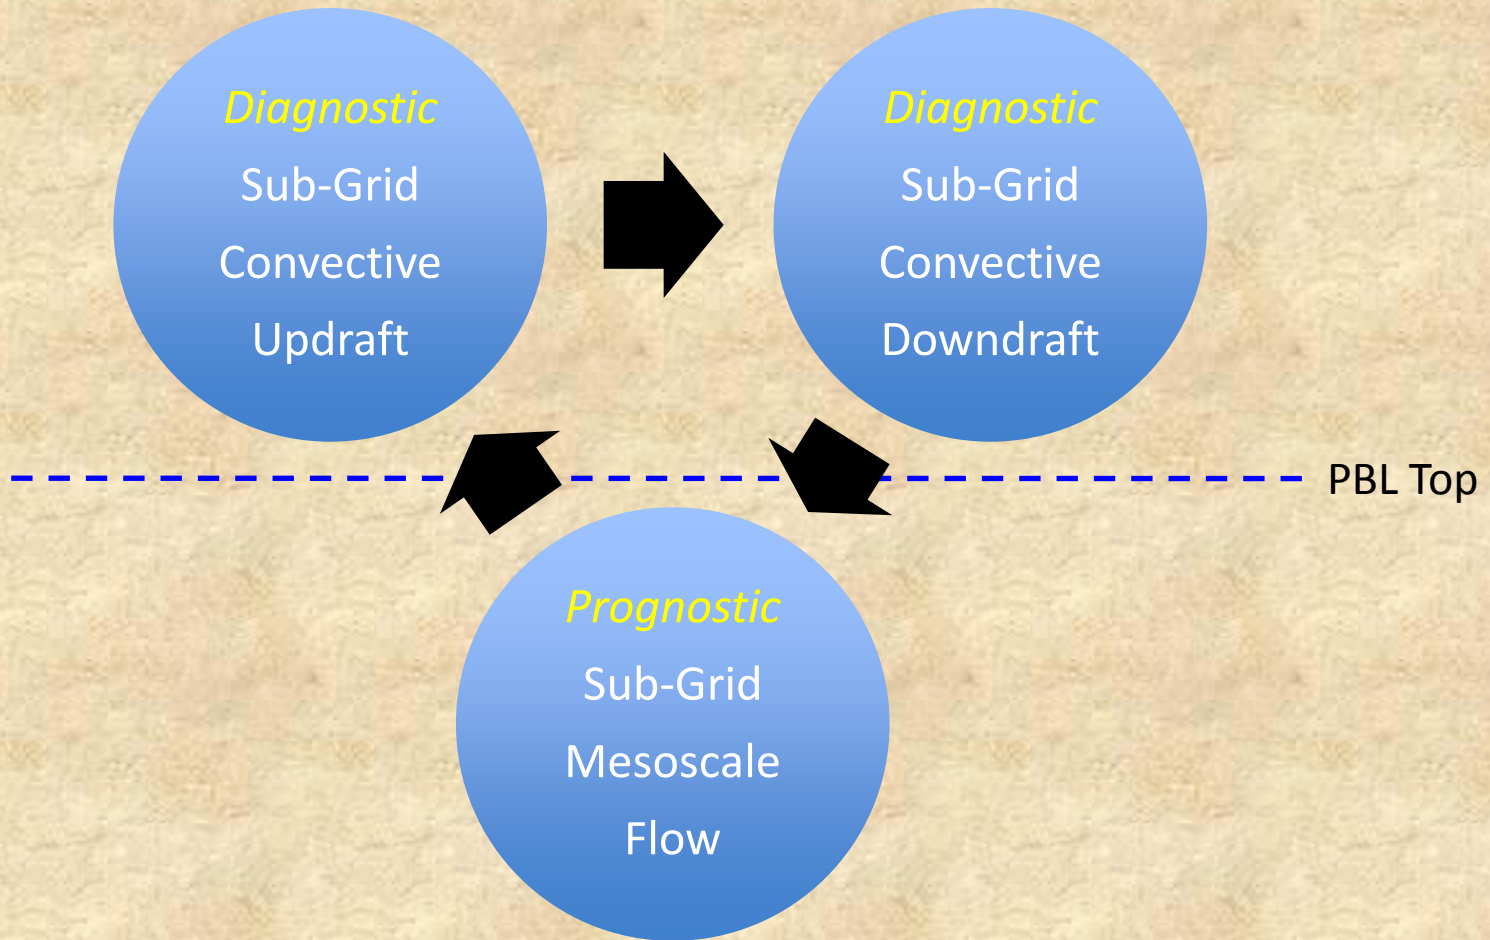 Diagnostic
Sub-Grid
Convective
Updraft
Diagnostic
Sub-Grid
Convective
Downdraft
PBL Top
Prognostic
Sub-Grid
Mesoscale
Flow